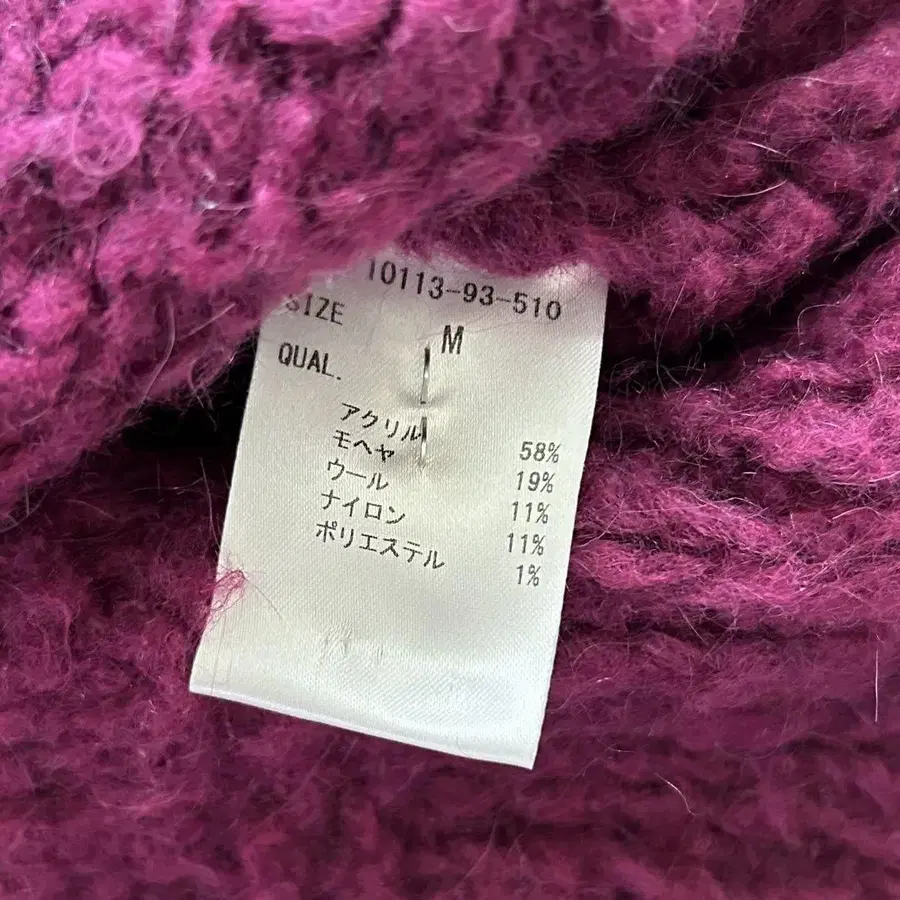 10113-93-510
SIZE M
QUAL.
アクリル 58%
モヘヤ 19%
ウール 11%
ナイロン 11%
ポリエステル 1%